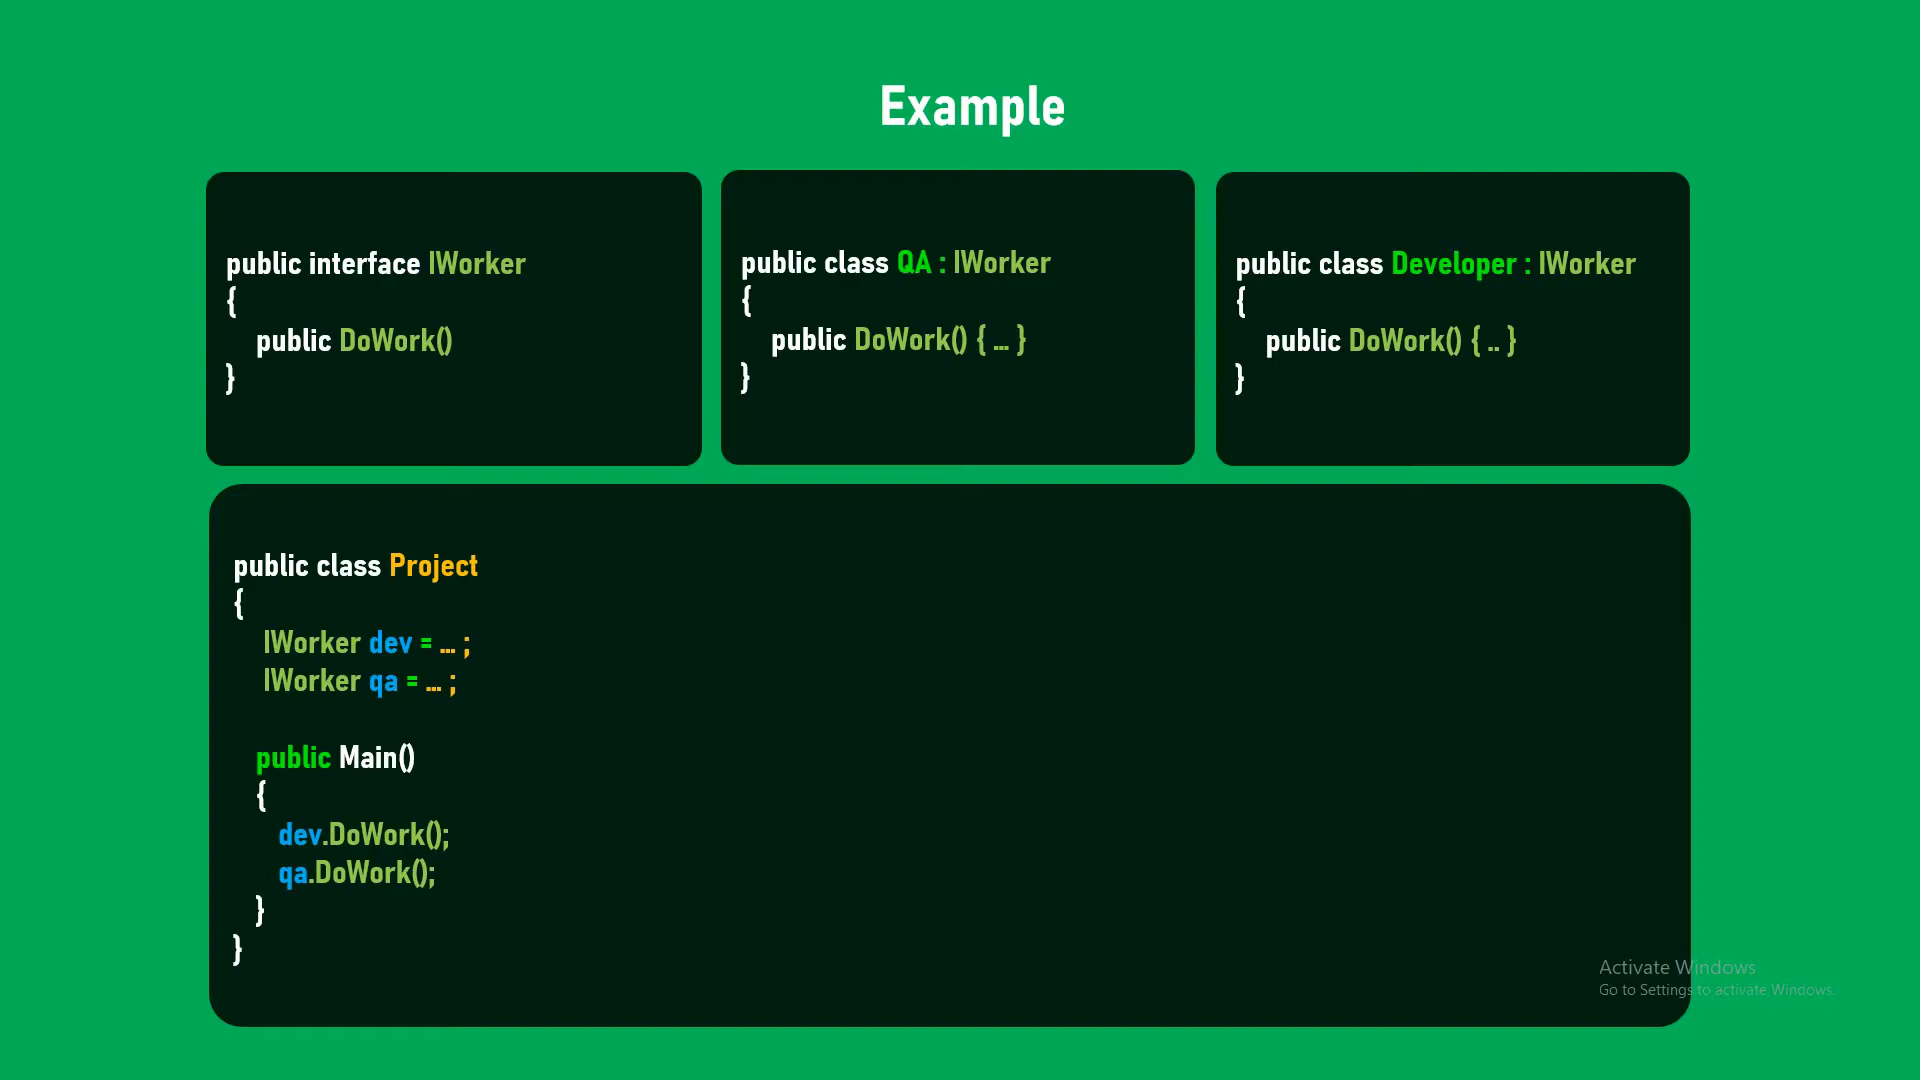 Example
public interface IWorker
{
public DoWork()
}
public class QA : IWorker
{
public DoWork() { ... }
}
public class Developer : IWorker
{
public DoWork() { .. }
}
public class Project
{
IWorker dev = ... ;
IWorker qa = ... ;
public Main()
{
dev.DoWork();
qa.DoWork();
}
}
Activate Windows
Go to Settings to activate Windows.